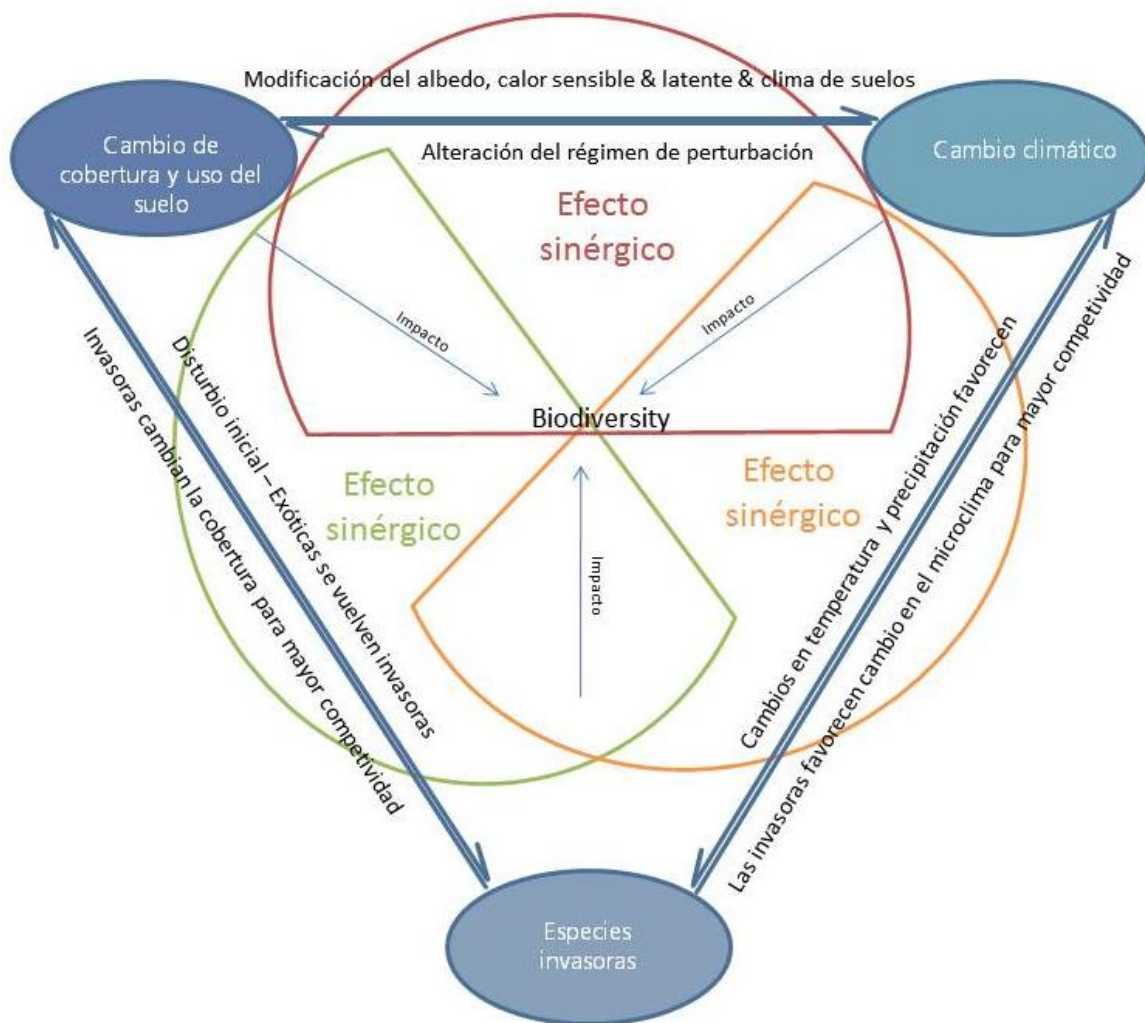 Modificación del albedo, calor sensible & latente & clima de suelos
Cambio de
cobertura y uso del
suelo
Cambio climático
Alteración del régimen de perturbación
Efecto
sinérgico
Impacto
Impacto
Biodiversity
Efecto
sinérgico
Efecto
sinérgico
Impacto
Disturbio inicial – Exóticas se vuelven invasoras
Invasoras cambian la cobertura para mayor competividad
Cambios en temperatura y precipitación favorecen
Las invasoras favorecen cambio en el microclima para mayor competividad
Especies
invasoras